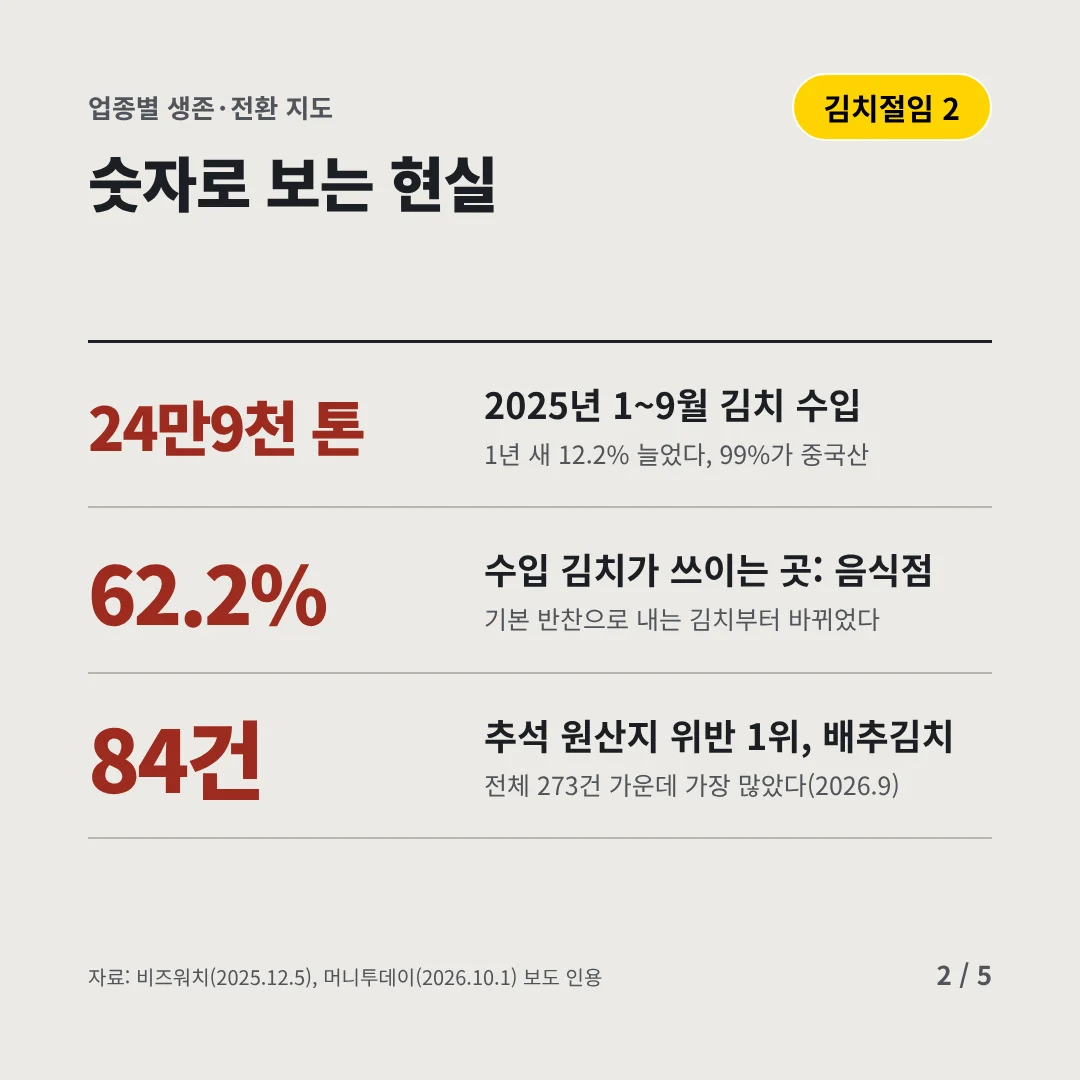 업종별 생존·전환 지도
김치절임 2
숫자로 보는 현실
24만9천 톤
2025년 1~9월 김치 수입
1년 새 12.2% 늘었다, 99%가 중국산
62.2%
수입 김치가 쓰이는 곳: 음식점
기본 반찬으로 내는 김치부터 바뀌었다
84건
추석 원산지 위반 1위, 배추김치
전체 273건 가운데 가장 많았다(2026.9)
자료: 비즈워치(2025.12.5), 머니투데이(2026.10.1) 보도 인용
2 / 5